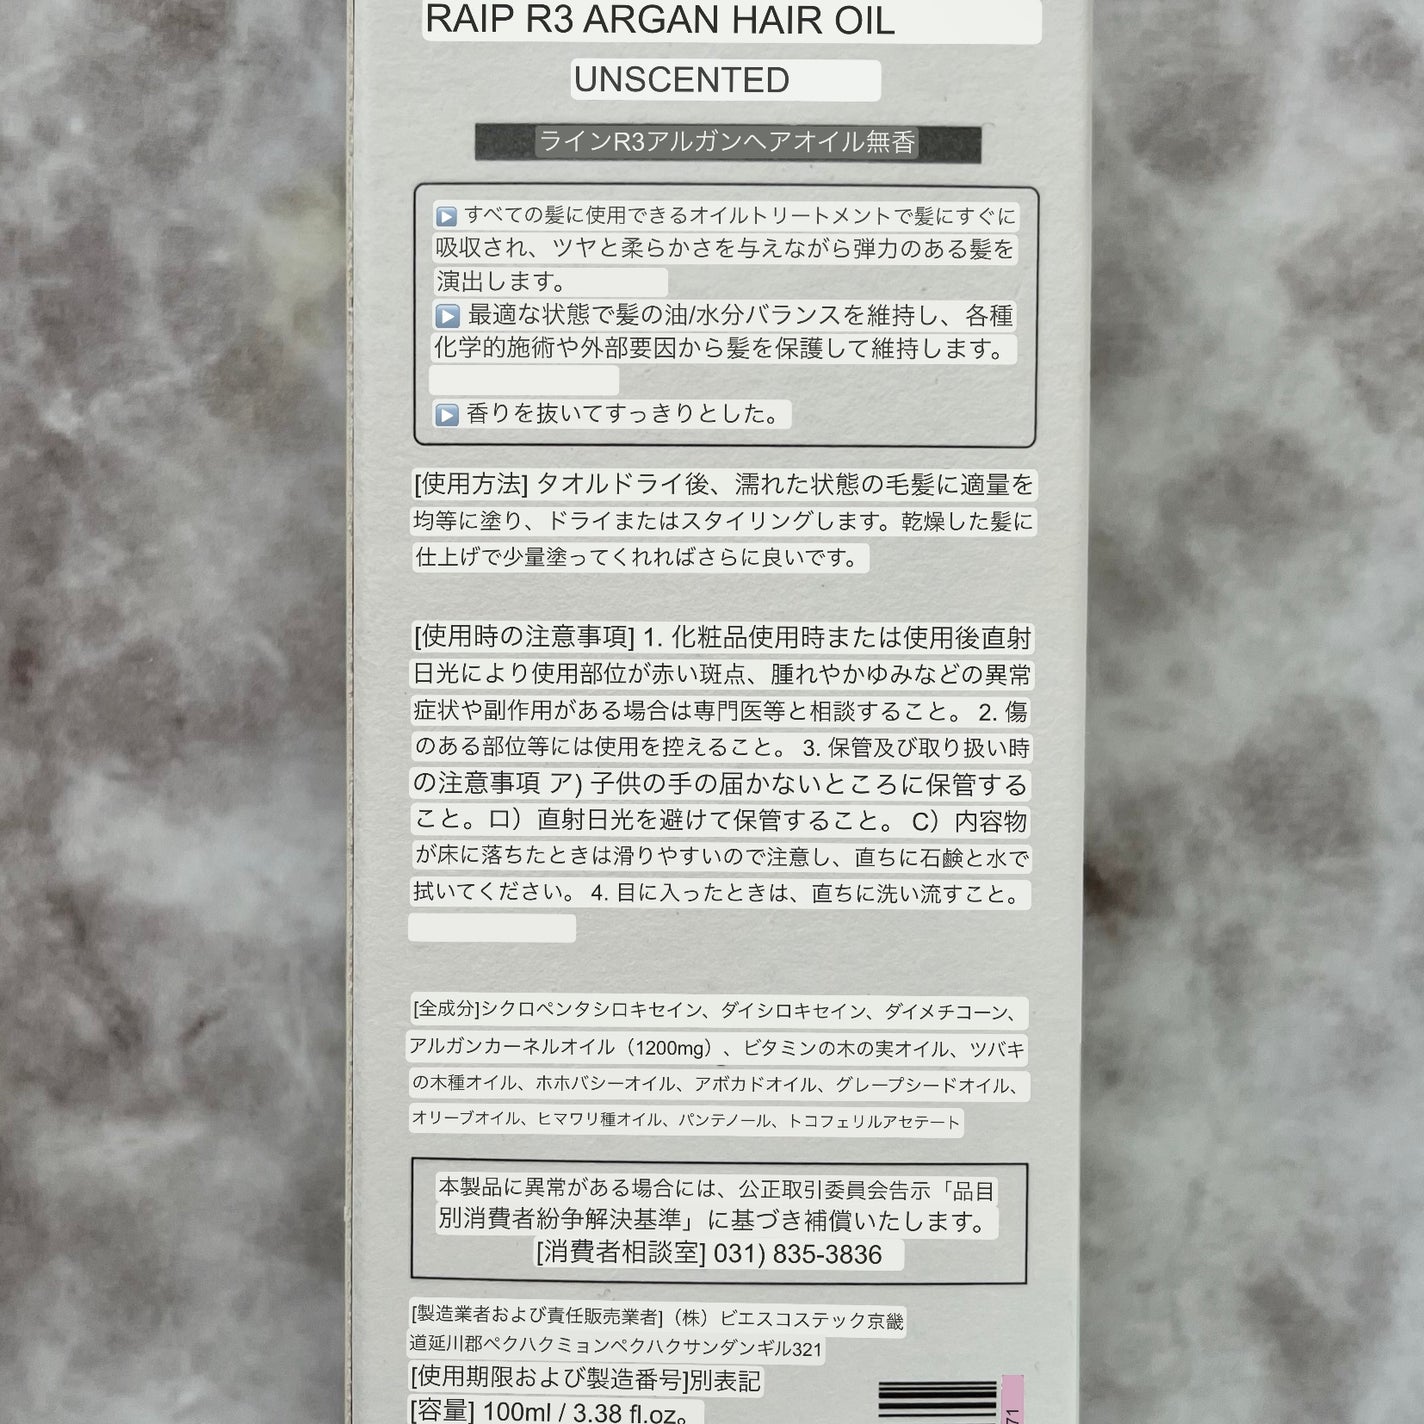 RAIP R3 ARGAN HAIR OIL
UNSCENTED
ラインR3アルガンヘアオイル無香
▶ すべての髪に使用できるオイルトリートメントで髪にすぐに
吸収され、ツヤと柔らかさを与えながら弾力のある髪を
演出します。
▶ 最適な状態で髪の油/水分バランスを維持し、各種
化学的施術や外部要因から髪を保護して維持します。
▶ 香りを抜いてすっきりとした。
[使用方法] タオルドライ後、濡れた状態の毛髪に適量を
均等に塗り、ドライまたはスタイリングします。乾燥した髪に
仕上げで少量塗ってくれればさらに良いです。
[使用時の注意事項] 1. 化粧品使用時または使用後直射
日光により使用部位が赤い斑点、腫れやかゆみなどの異常
症状や副作用がある場合は専門医等と相談すること。 2. 傷
のある部位等には使用を控えること。 3. 保管及び取り扱い時
の注意事項 ア) 子供の手の届かないところに保管する
こと。ロ）直射日光を避けて保管すること。 C）内容物
が床に落ちたときは滑りやすいので注意し、直ちに石鹸と水で
拭いてください。 4. 目に入ったときは、直ちに洗い流すこと。
[全成分]シクロペンタシロキセイン、ダイシロキセイン、ダイメチコーン、
アルガンカーネルオイル（1200mg）、ビタミンの木の実オイル、ツバキ
の木種オイル、ホホバシーオイル、アボカドオイル、グレープシードオイル、
オリーブオイル、ヒマワリ種オイル、パンテノール、トコフェリルアセテート
本製品に異常がある場合には、公正取引委員会告示「品目
別消費者紛争解決基準」に基づき補償いたします。
[消費者相談室] 031) 835-3836
[製造業者および責任販売業者]（株）ビエスコステック京畿
道延川郡ペクハクミョンペクハクサンダンギル321
[使用期限および製造番号]別表記
[容量] 100ml / 3.38 fl.oz。
71